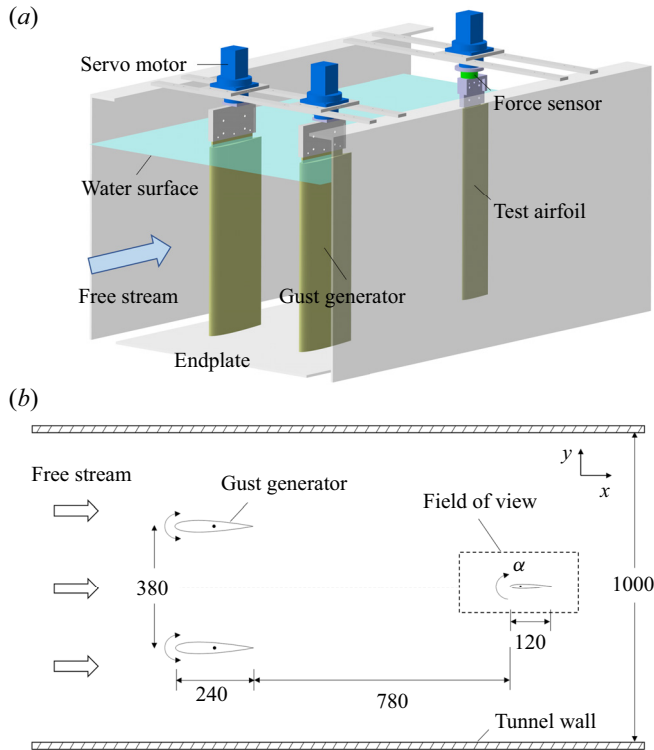 (a)
Servo motor
Force sensor
Water surface
Test airfoil
Free stream
Gust generator
Endplate
(b)
Free stream
Gust generator
y
x
Field of view
α
380
1000
120
240
780
Tunnel wall